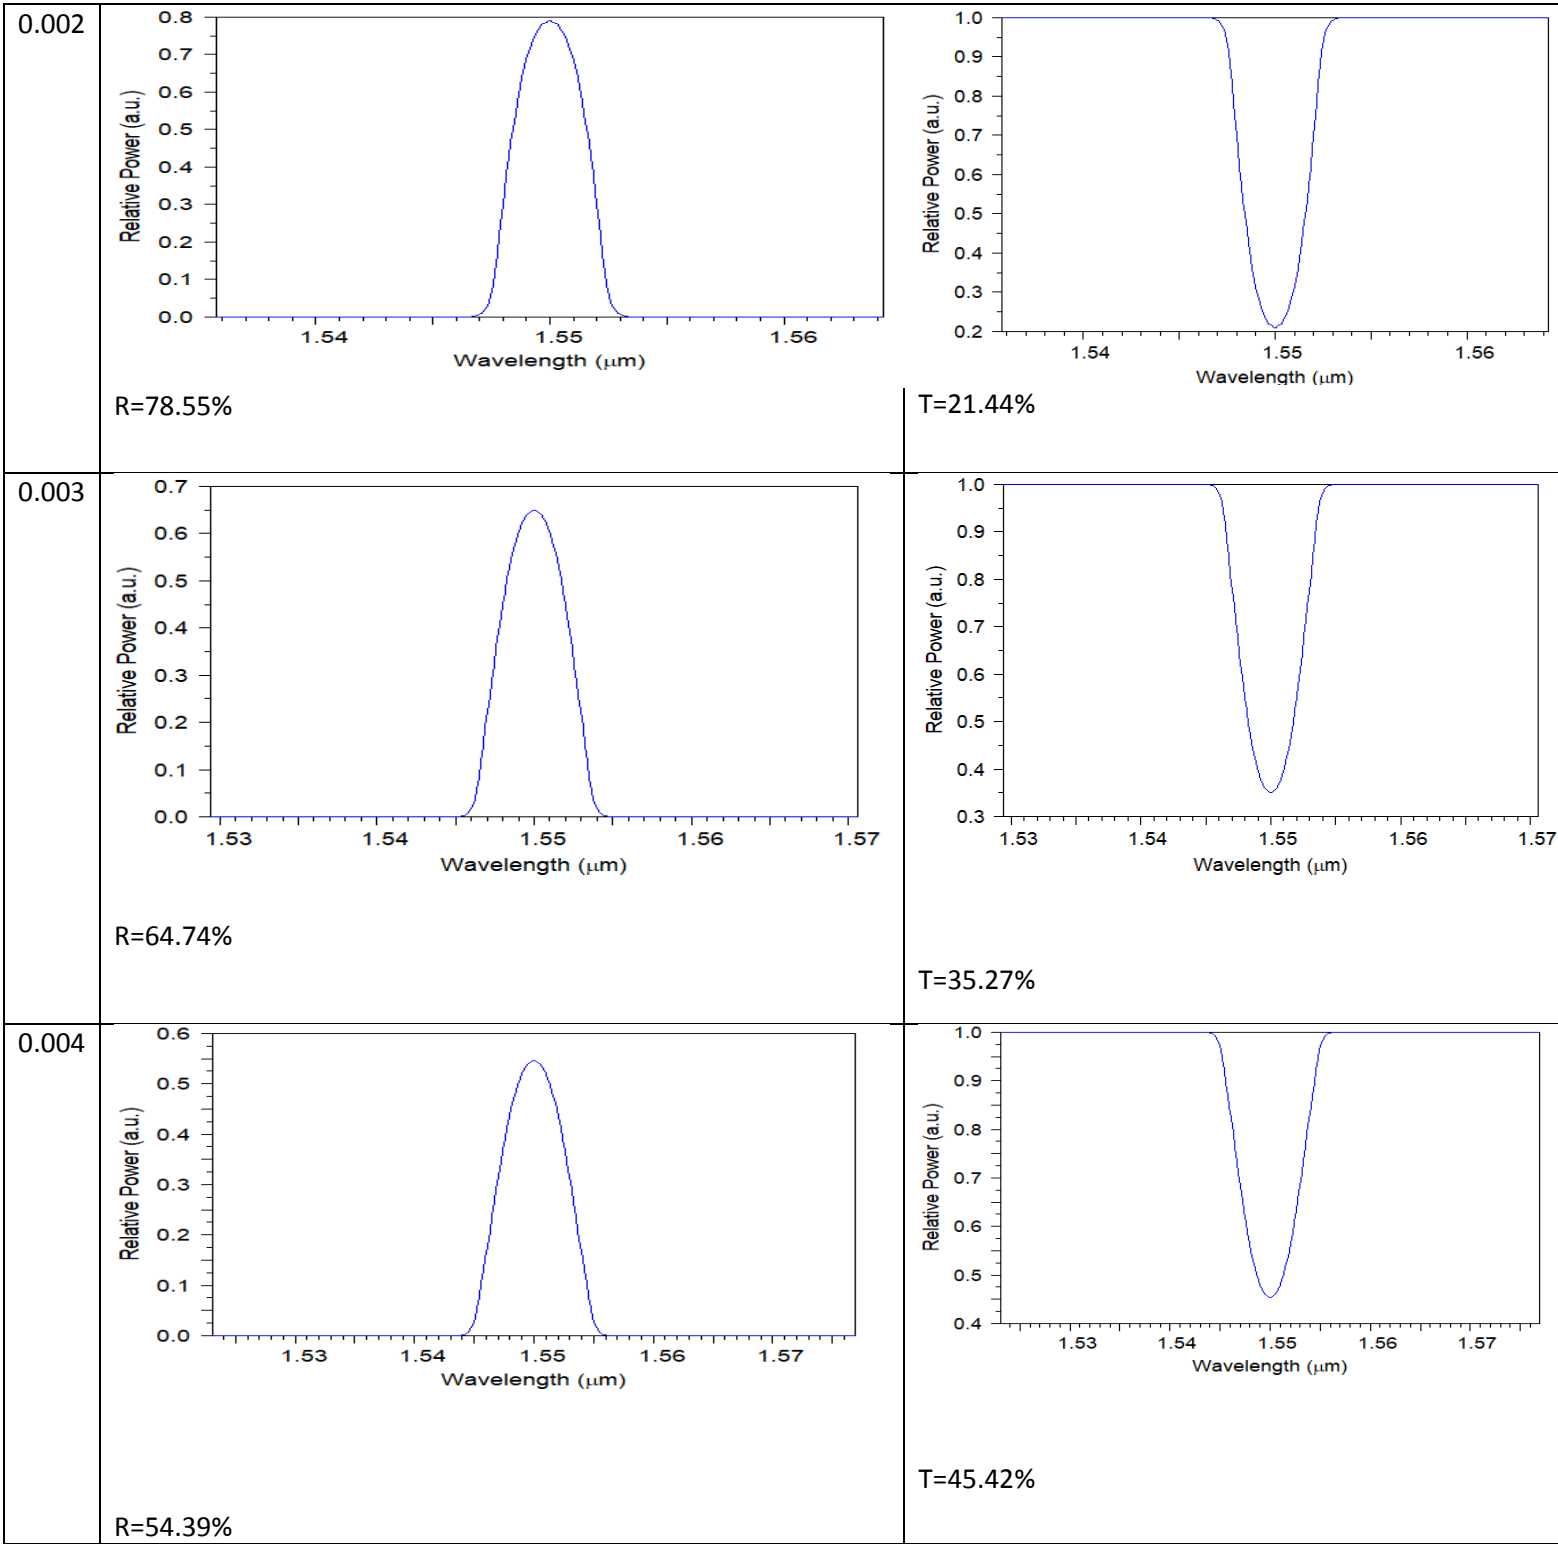 0.002
0.8
0.7
0.6
0.5
0.4
0.3
0.2
0.1
0.0
Relative Power (a.u.)
1.54 1.55 1.56
Wavelength (μm)
R=78.55%
1.0
0.9
0.8
0.7
0.6
0.5
0.4
0.3
0.2
Relative Power (a.u.)
1.54 1.55 1.56
Wavelength (μm)
T=21.44%
0.003
0.7
0.6
0.5
0.4
0.3
0.2
0.1
0.0
Relative Power (a.u.)
1.53 1.54 1.55 1.56 1.57
Wavelength (μm)
R=64.74%
1.0
0.9
0.8
0.7
0.6
0.5
0.4
0.3
Relative Power (a.u.)
1.53 1.54 1.55 1.56 1.57
Wavelength (μm)
T=35.27%
0.004
0.6
0.5
0.4
0.3
0.2
0.1
0.0
Relative Power (a.u.)
1.53 1.54 1.55 1.56 1.57
Wavelength (μm)
R=54.39%
1.0
0.9
0.8
0.7
0.6
0.5
0.4
Relative Power (a.u.)
1.53 1.54 1.55 1.56 1.57
Wavelength (μm)
T=45.42%